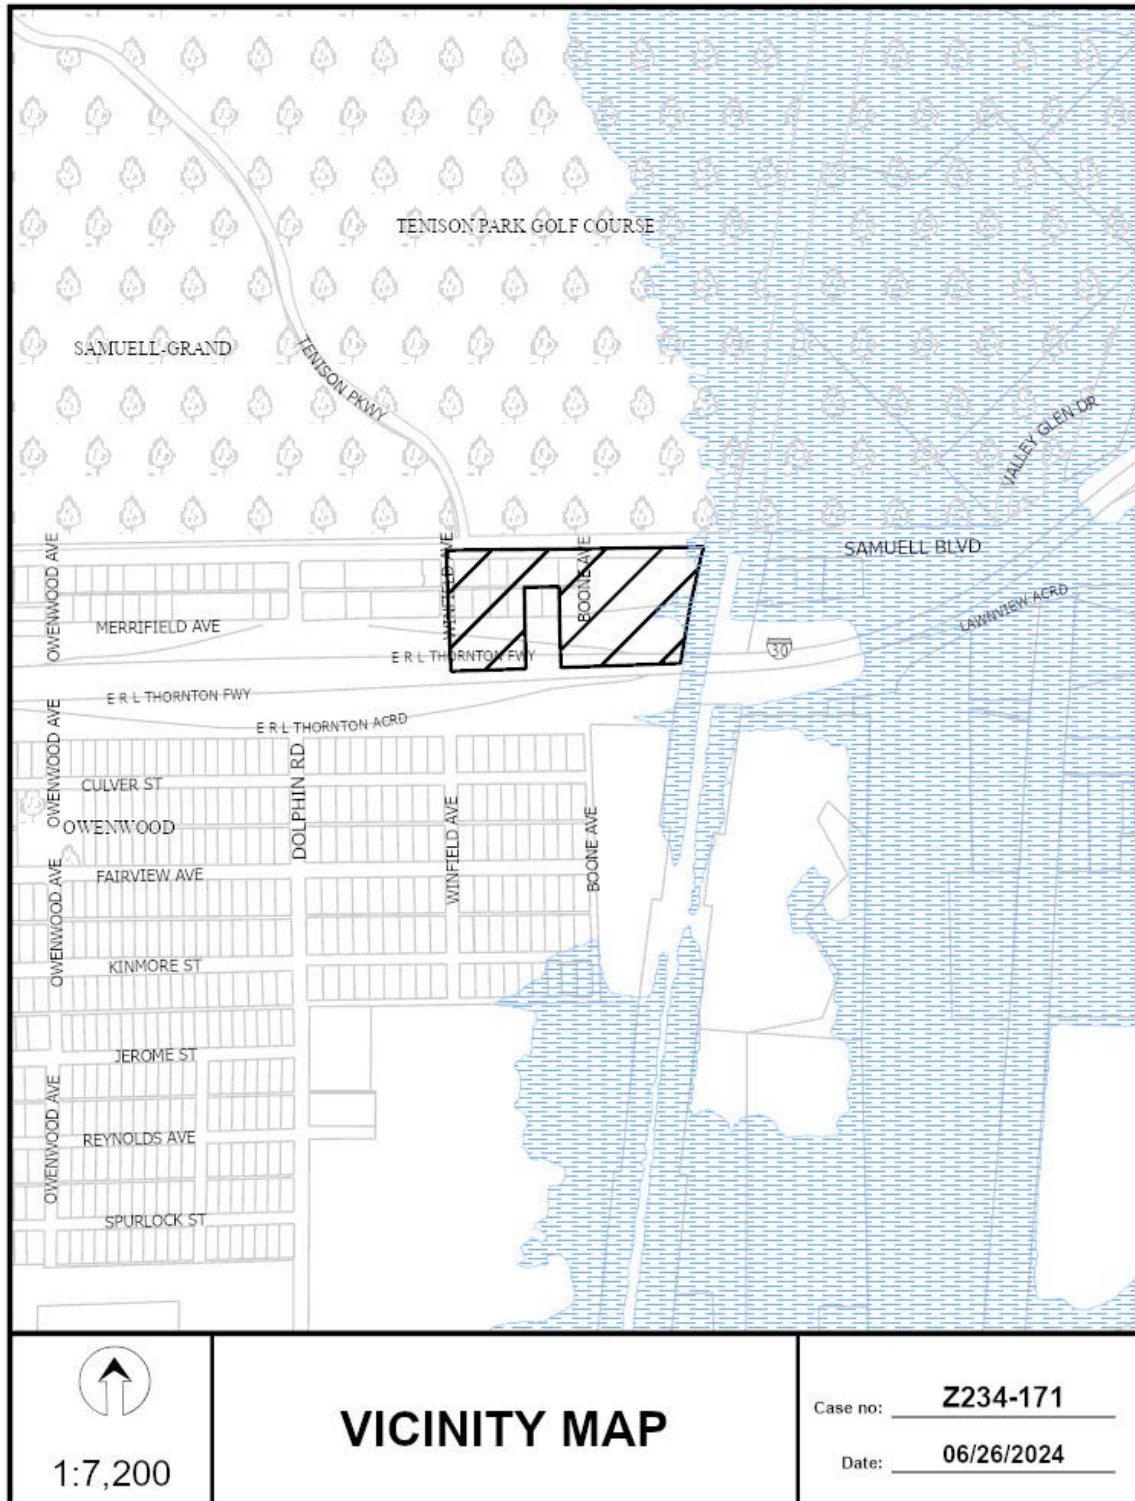 TENISON PARK GOLF COURSE
SAMUELL-GRAND
TENISON PKWY
VALLEY GLEN DR
OWENWOOD AVE
WINFIELD AVE
BOONE AVE
SAMUELL BLVD
LAWNVIEW ACRD
MERRIFIELD AVE
E R L THORNTON FWY
30
E R L THORNTON FWY
E R L THORNTON ACRD
OWENWOOD AVE
DOLPHIN RD
CULVER ST
OWENWOOD
WINFIELD AVE
BOONE AVE
FAIRVIEW AVE
OWENWOOD AVE
KINMORE ST
JEROME ST
OWENWOOD AVE
REYNOLDS AVE
SPURLOCK ST
1:7,200
VICINITY MAP
Case no: Z234-171
Date: 06/26/2024